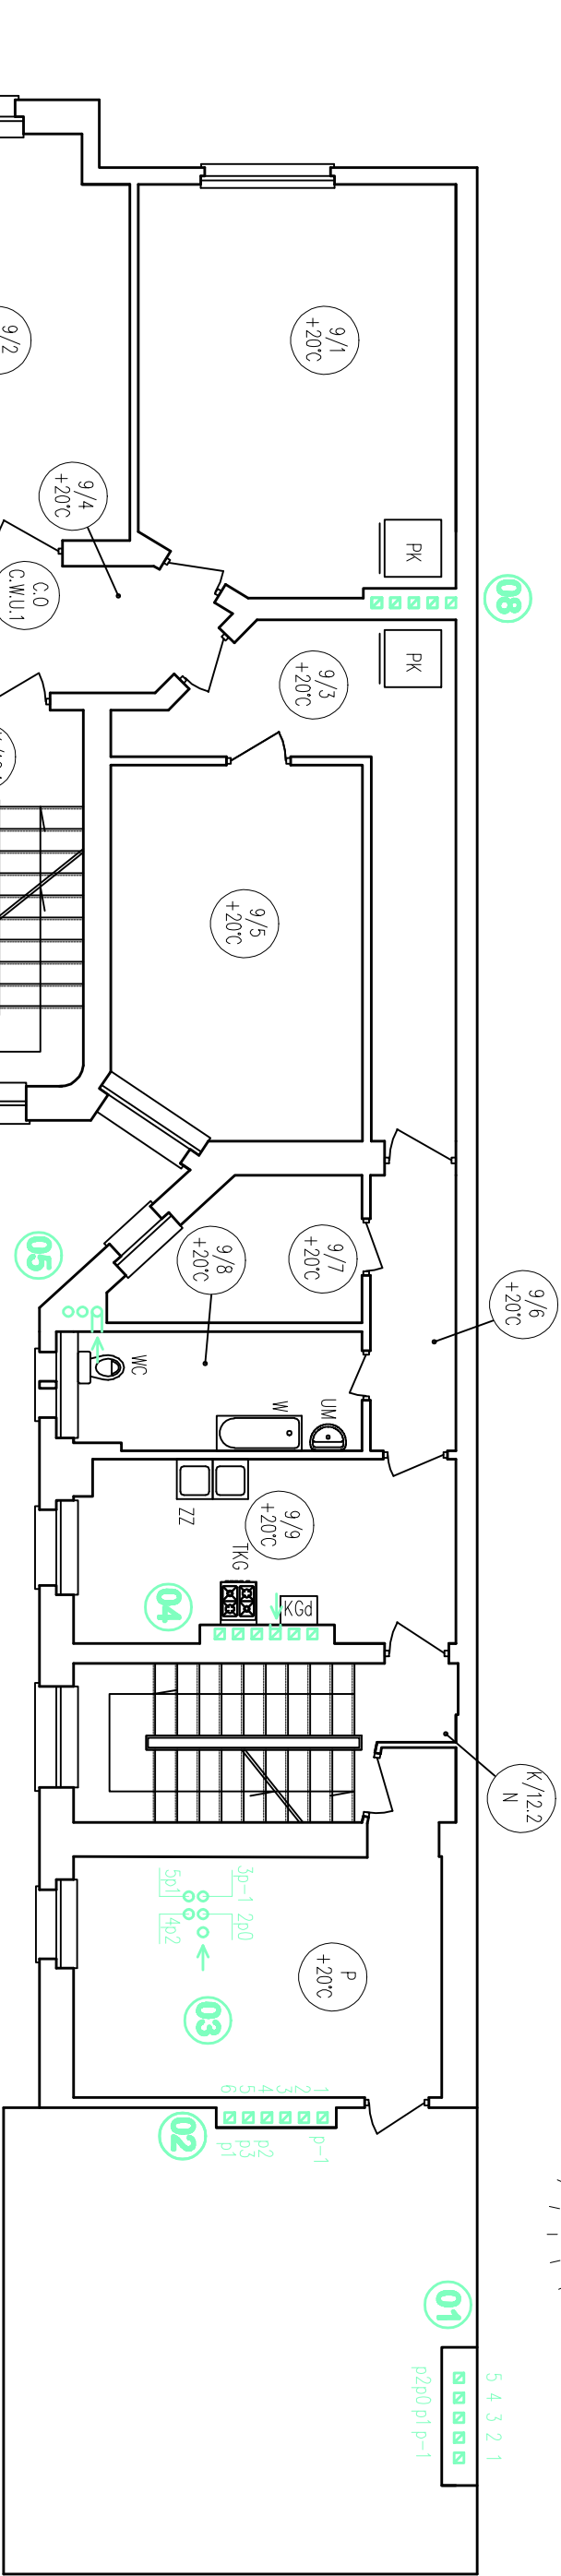 9/1
+20°C
9/2
9/4
+20°C
C.O
C.W.U.1
PK
08
PK
9/3
+20°C
9/5
+20°C
05
9/8
+20°C
9/7
+20°C
9/6
+20°C
WC
W
UM
ZZ
9/9
+20°C
TKG
KGd
04
K/12.2
N
3p-1
2p0
5p1
4p2
P
+20°C
03
1
2
3
4
5
6
02
p-1
p2
p3
p1
01
5 4 3 2 1
p2p0 p1 p-1